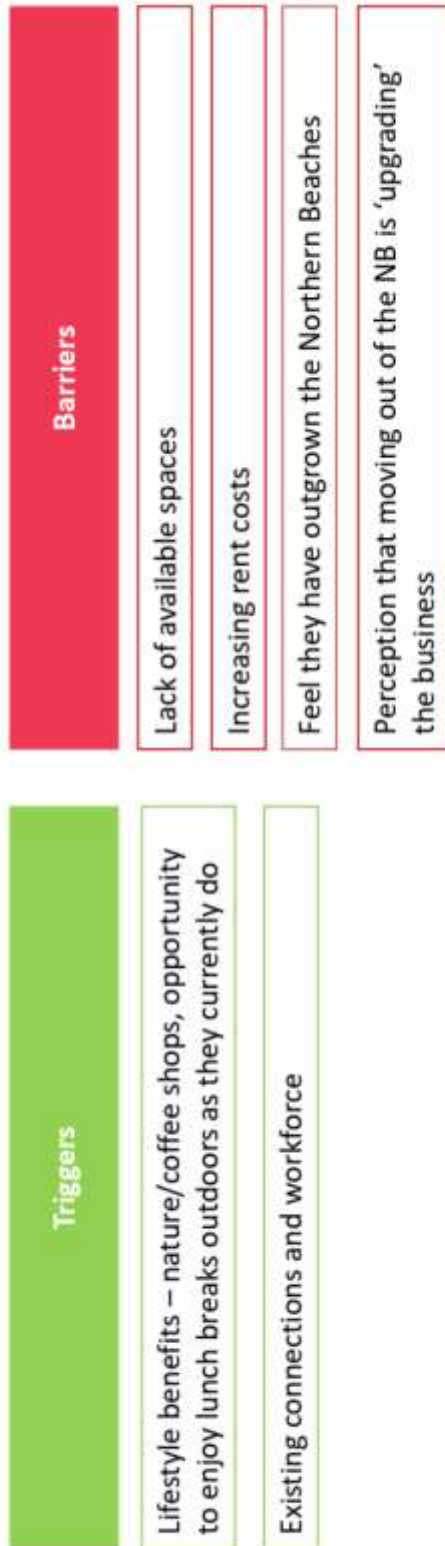 Triggers
Lifestyle benefits – nature/coffee shops, opportunity
to enjoy lunch breaks outdoors as they currently do
Existing connections and workforce
Barriers
Lack of available spaces
Increasing rent costs
Feel they have outgrown the Northern Beaches
Perception that moving out of the NB is ‘upgrading’
the business